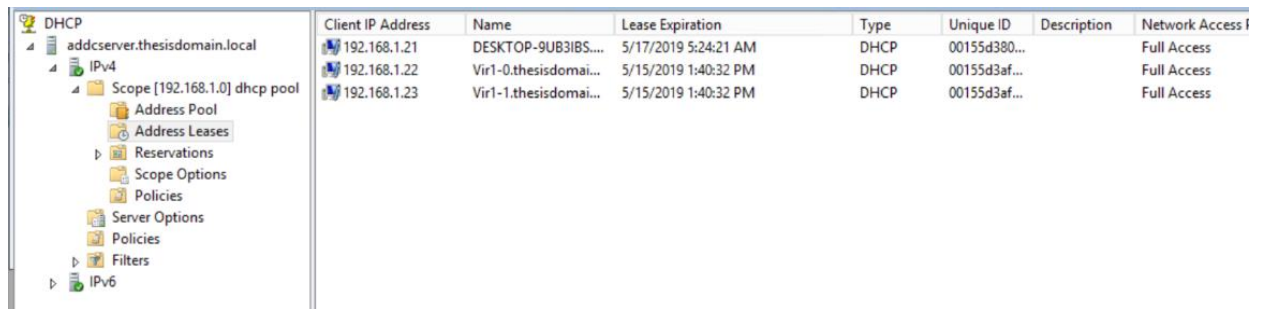 DHCP
addcserver.thesisdomain.local
IPv4
Scope [192.168.1.0] dhcp pool
Address Pool
Address Leases
Reservations
Scope Options
Policies
Server Options
Policies
Filters
IPv6
Client IP Address Name Lease Expiration Type Unique ID Description Network Access
192.168.1.21 DESKTOP-9UB3IBS.... 5/17/2019 5:24:21 AM DHCP 00155d380... Full Access
192.168.1.22 Vir1-0.thesisdomai... 5/15/2019 1:40:32 PM DHCP 00155d3af... Full Access
192.168.1.23 Vir1-1.thesisdomai... 5/15/2019 1:40:32 PM DHCP 00155d3af... Full Access